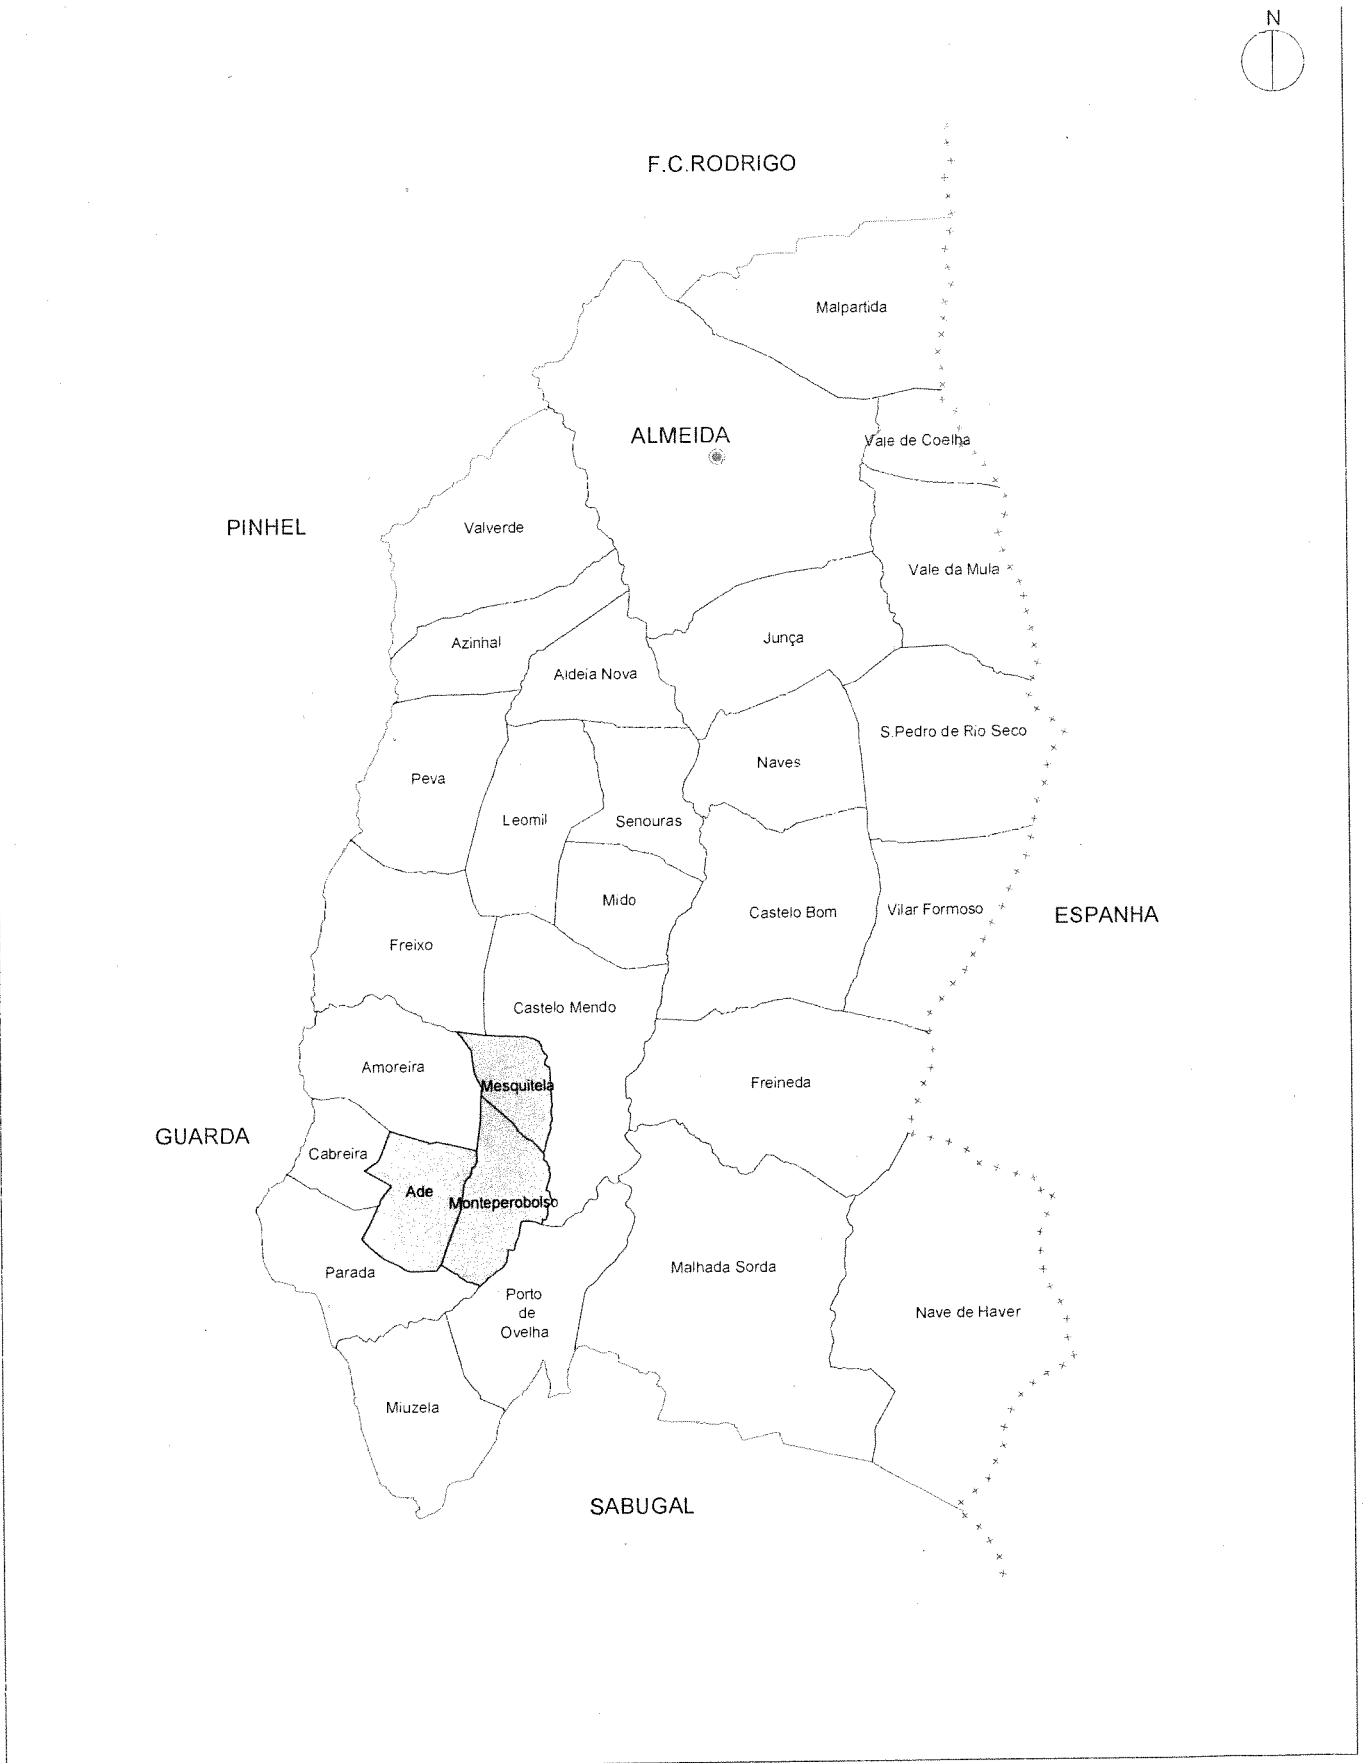 N
F.C.RODRIGO
Malpartida
ALMEIDA
Vale de Coelha
PINHEL
Valverde
Vale da Mula
Azinhal
Junça
Aldeia Nova
S.Pedro de Rio Seco
Naves
Peva
Leomil
Senouras
Mido
Castelo Bom
Vilar Formoso
ESPANHA
Freixo
Castelo Mendo
Amoreira
Mesquitela
Freineda
GUARDA
Cabreira
Ade
Monteperobolso
Parada
Malhada Sorda
Porto
de
Ovelha
Nave de Haver
Miuzela
SABUGAL